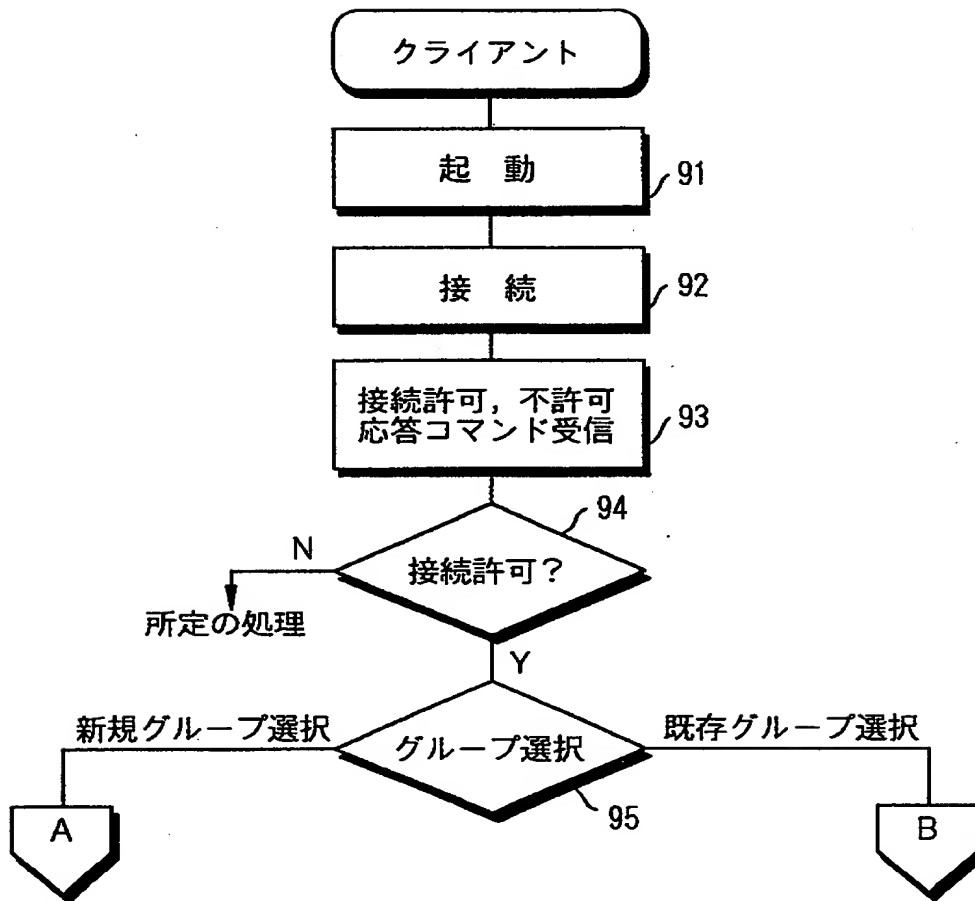 クライアント
起 動
91
接 続
92
接続許可, 不許可
応答コマンド受信
93
94
N
接続許可?
所定の処理
Y
新規グループ選択
グループ選択
既存グループ選択
95
A
B